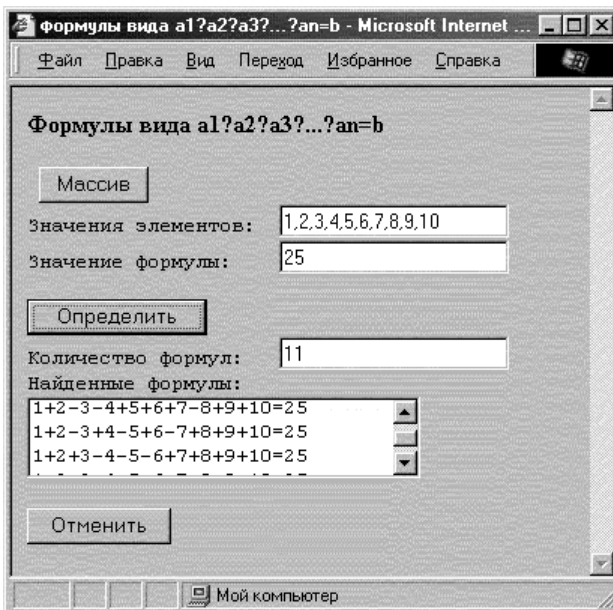 Формулы вида a1?a2?a3?...?an=b - Microsoft Internet ...
Файл Правка Вид Переход Избранное Справка
Формулы вида a1?a2?a3?...?an=b
Массив
Значения элементов: 1,2,3,4,5,6,7,8,9,10
Значение формулы: 25
Определить
Количество формул: 11
Найденные формулы:
1+2-3-4+5+6+7-8+9+10=25
1+2-3+4-5+6-7+8+9+10=25
1+2+3-4-5-6+7+8+9+10=25
Отменить
Мой компьютер